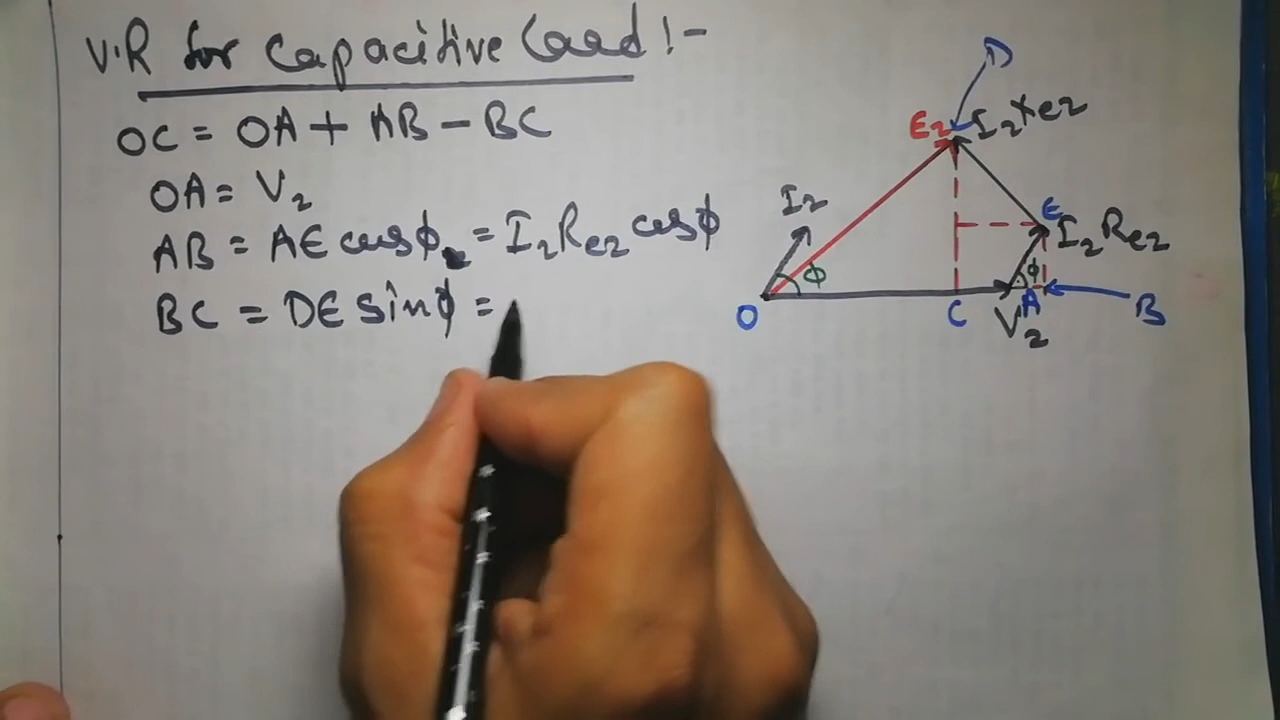 V.R for Capacitive Load :-
OC = OA + AB - BC
OA = V₂
AB = AE cosϕ₂ = I₂Re₂ cosϕ
BC = DE sinϕ =
D
E₂
I₂Xe₂
I₂
E
I₂Re₂
ϕ
ϕ
O
C
A
B
V₂